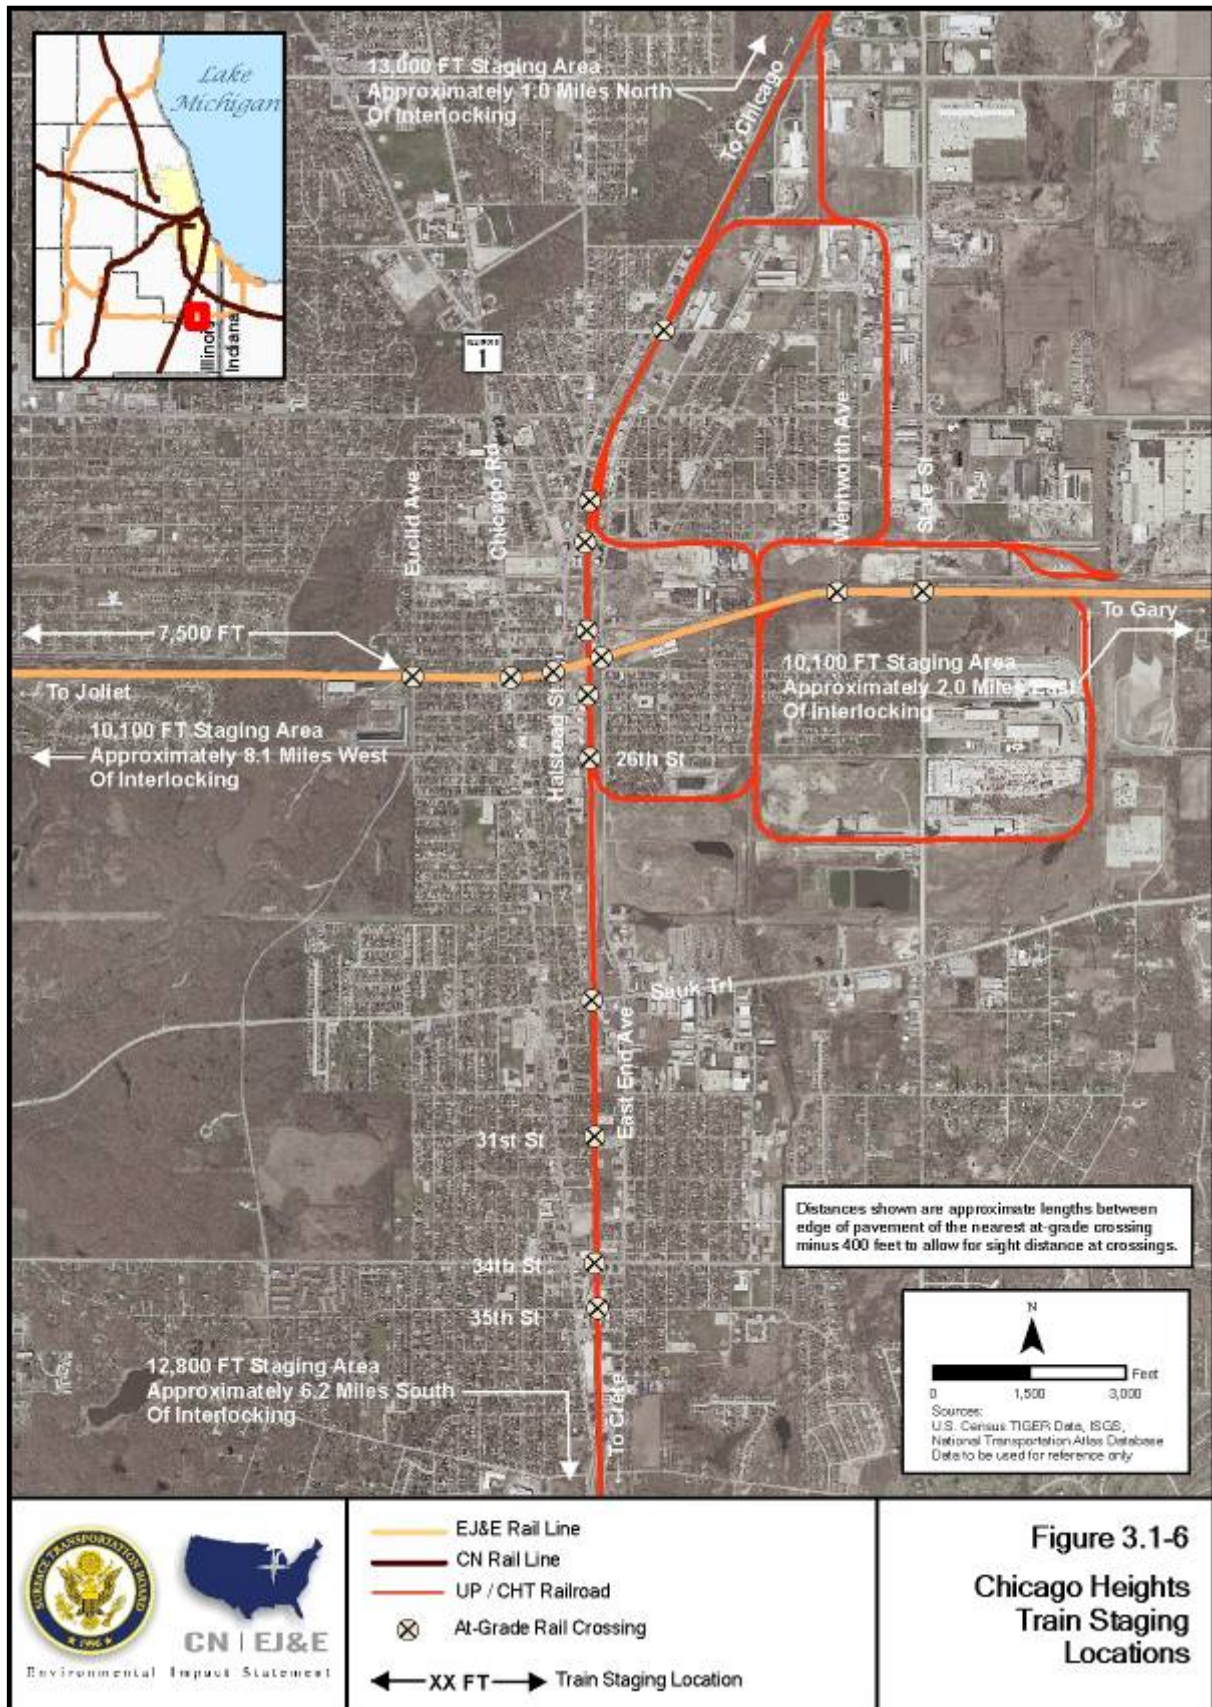 Lake
Michigan
Illinois
Indiana
13,000 FT Staging Area
Approximately 1.0 Miles North
Of Interlocking
To Chicago
ILLINOIS
1
Euclid Ave
Chicago Rd
Wentworth Ave
State St
7,500 FT
To Joliet
To Gary
10,100 FT Staging Area
Approximately 2.0 Miles East
Of Interlocking
10,100 FT Staging Area
Approximately 8.1 Miles West
Of Interlocking
Halstead St
26th St
Sauk Trl
East End Ave
31st St
34th St
35th St
12,800 FT Staging Area
Approximately 6.2 Miles South
Of Interlocking
To Crete
Distances shown are approximate lengths between
edge of pavement of the nearest at-grade crossing
minus 400 feet to allow for sight distance at crossings.
N
Feet
0 1,500 3,000
Sources:
U.S. Census TIGER Data, ISGS,
National Transportation Atlas Database
Data to be used for reference only
SURFACE TRANSPORTATION BOARD
1996
CN | EJ&E
Environmental Impact Statement
EJ&E Rail Line
CN Rail Line
UP / CHT Railroad
At-Grade Rail Crossing
XX FT Train Staging Location
Figure 3.1-6
Chicago Heights
Train Staging
Locations